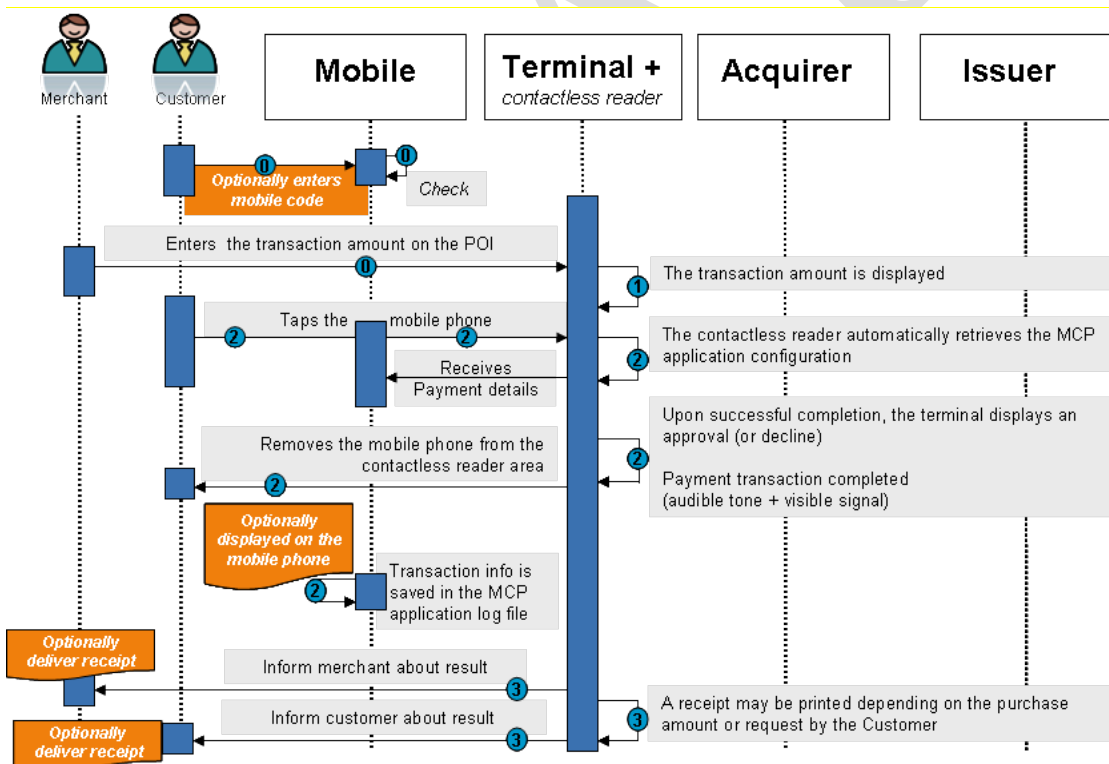 Merchant
Customer
Mobile
Terminal +
contactless reader
Acquirer
Issuer
0
0
Optionally enters
mobile code
Check
Enters the transaction amount on the POI
0
1
The transaction amount is displayed
Taps the mobile phone
2
2
2
The contactless reader automatically retrieves the MCP
application configuration
Receives
Payment details
Upon successful completion, the terminal displays an
approval (or decline)
2
Payment transaction completed
(audible tone + visible signal)
Removes the mobile phone from the
contactless reader area
2
Optionally
displayed on the
mobile phone
2
Transaction info is
saved in the MCP
application log file
Optionally
deliver receipt
Inform merchant about result
3
A receipt may be printed depending on the purchase
amount or request by the Customer
3
Inform customer about result
3
Optionally
deliver receipt